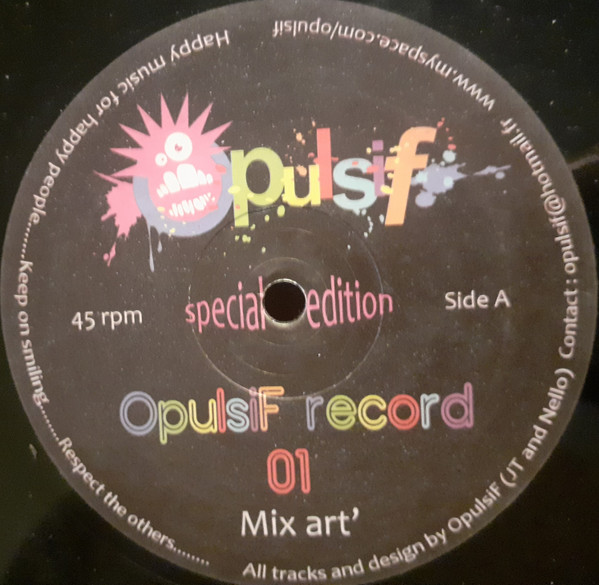 Opulsif
special edition
45 rpm
Side A
OpulsiF record
01
Mix art'
Happy music for happy people.......Keep on smiling........Respect the others........
All tracks and design by OpulsiF (JT and Nello) Contact : opulsif@hotmail.fr
www.myspace.com/opulsif